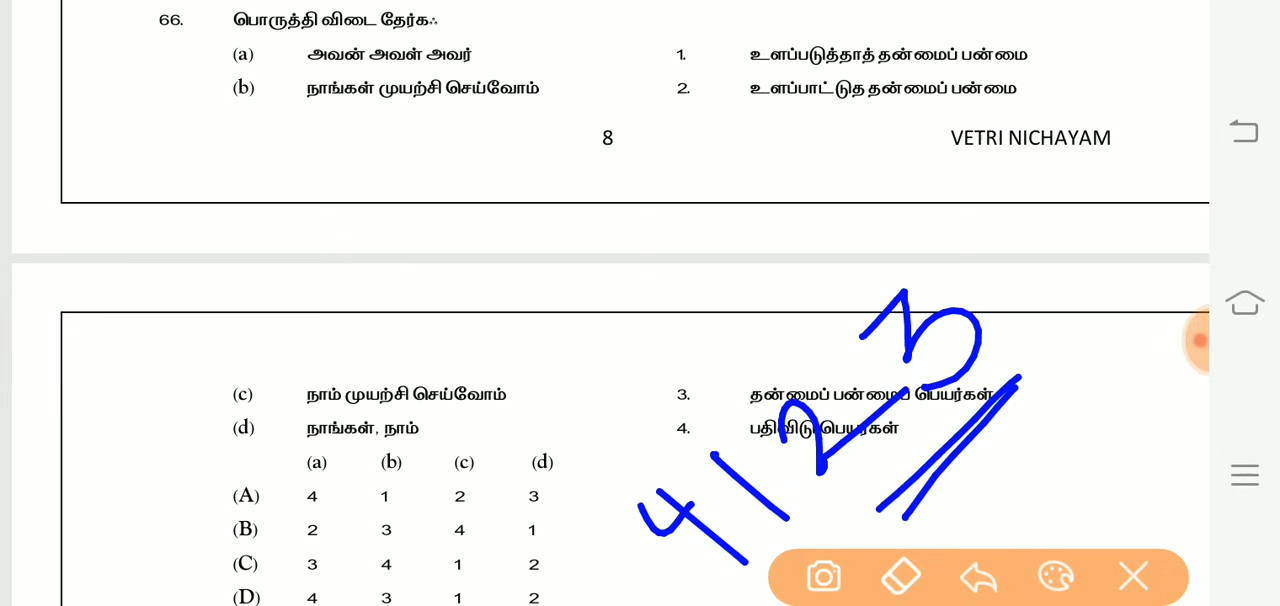 66. பொருத்தி விடை தேர்க∴
(a) அவன் அவள் அவர் 1. உளப்படுத்தாத் தன்மைப் பன்மை
(b) நாங்கள் முயற்சி செய்வோம் 2. உளப்பாட்டுத தன்மைப் பன்மை
8 VETRI NICHAYAM
(c) நாம் முயற்சி செய்வோம் 3. தன்மைப் பன்மைப் பெயர்கள்
(d) நாங்கள், நாம் 4. பதிவிடு பெயர்கள்
(a) (b) (c) (d)
(A) 4 1 2 3
(B) 2 3 4 1
(C) 3 4 1 2
(D) 4 3 1 2
4 1 2 3